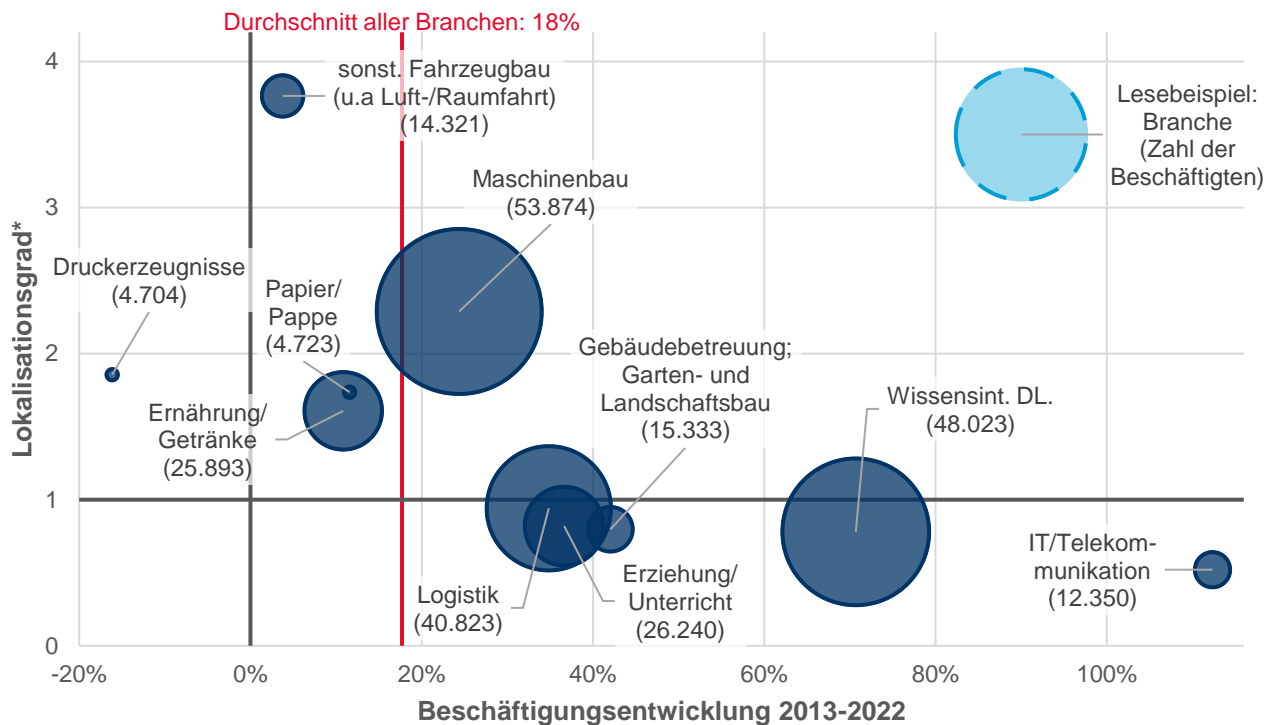 Durchschnitt aller Branchen: 18%
4
3
2
1
0
Lokalisationsgrad*
sonst. Fahrzeugbau
(u.a Luft-/Raumfahrt)
(14.321)
Lesebeispiel:
Branche
(Zahl der
Beschäftigten)
Maschinenbau
(53.874)
Druckerzeugnisse
(4.704)
Papier/
Pappe
(4.723)
Ernährung/
Getränke
(25.893)
Gebäudebetreuung;
Garten- und
Landschaftsbau
(15.333)
Wissensint. DL.
(48.023)
Logistik
(40.823)
Erziehung/
Unterricht
(26.240)
IT/Telekom-
munikation
(12.350)
-20%
0%
20%
40%
60%
80%
100%
Beschäftigungsentwicklung 2013-2022